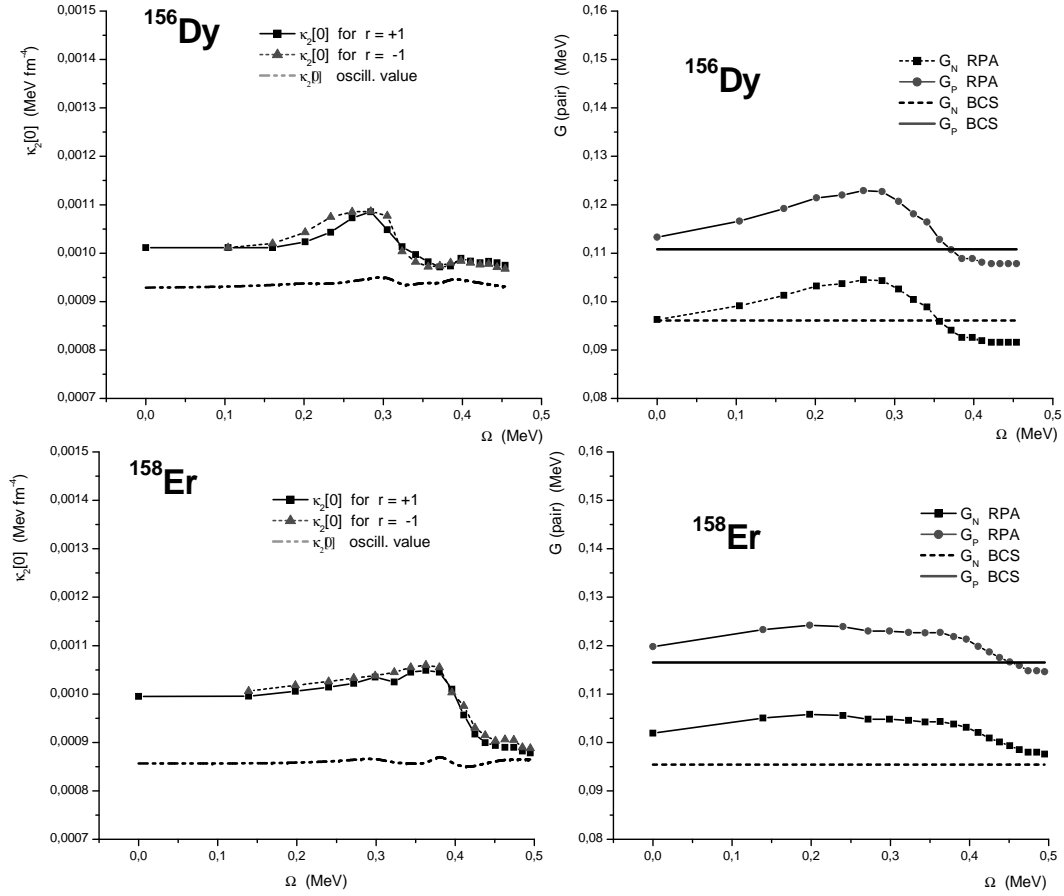 156Dy
κ2[0] for r = +1
κ2[0] for r = -1
κ2[0] oscill. value
κ2[0] (MeV fm-4)
0,0015
0,0014
0,0013
0,0012
0,0011
0,0010
0,0009
0,0008
0,0007
0,0 0,1 0,2 0,3 0,4 0,5
Ω (MeV)
156Dy
GN RPA
GP RPA
GN BCS
GP BCS
G (pair) (MeV)
0,16
0,15
0,14
0,13
0,12
0,11
0,10
0,09
0,08
0,0 0,1 0,2 0,3 0,4 0,5
Ω (MeV)
158Er
κ2[0] for r = +1
κ2[0] for r = -1
κ2[0] oscill. value
κ2[0] (Mev fm-4)
0,0015
0,0014
0,0013
0,0012
0,0011
0,0010
0,0009
0,0008
0,0007
0,0 0,1 0,2 0,3 0,4 0,5
Ω (MeV)
158Er
GN RPA
GP RPA
GN BCS
GP BCS
G (pair) (MeV)
0,16
0,15
0,14
0,13
0,12
0,11
0,10
0,09
0,08
0,0 0,1 0,2 0,3 0,4 0,5
Ω (MeV)